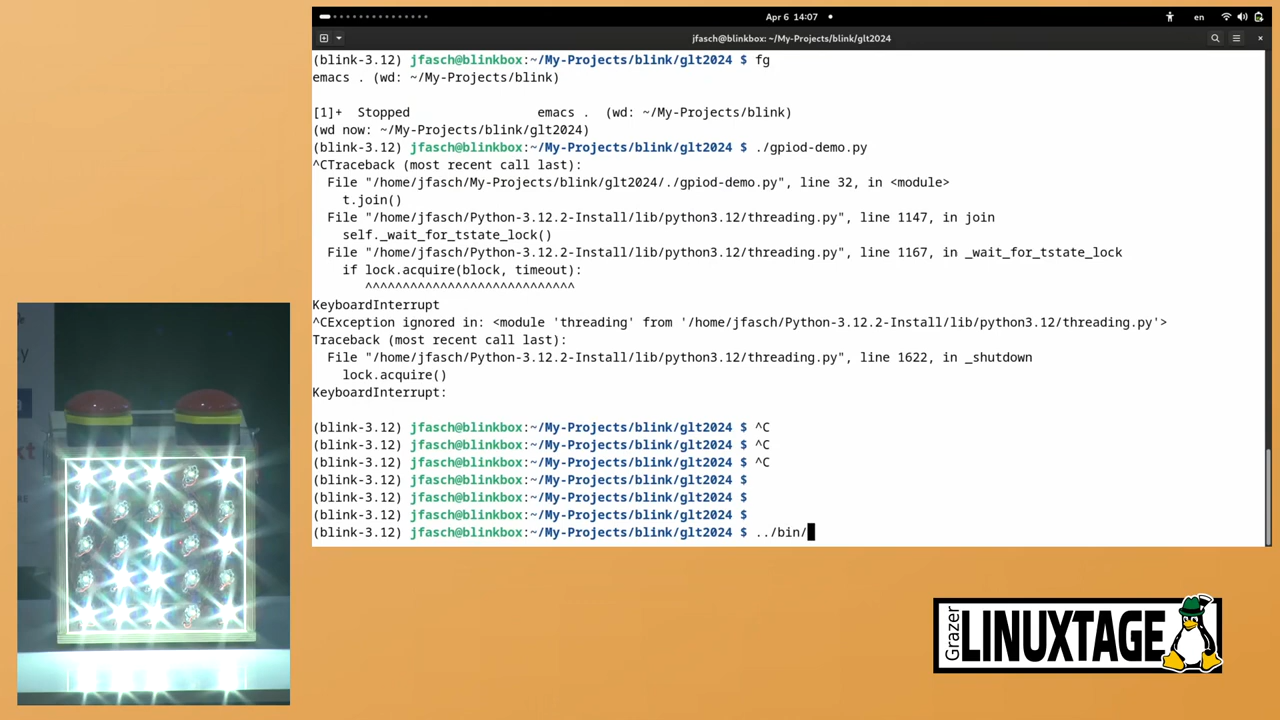 Apr 6 14:07
en
jfasch@blinkbox: ~/My-Projects/blink/glt2024
(blink-3.12) jfasch@blinkbox:~/My-Projects/blink/glt2024 $ fg
emacs . (wd: ~/My-Projects/blink)
[1]+  Stopped                 emacs .  (wd: ~/My-Projects/blink)
(wd now: ~/My-Projects/blink/glt2024)
(blink-3.12) jfasch@blinkbox:~/My-Projects/blink/glt2024 $ ./gpiod-demo.py
^CTraceback (most recent call last):
  File "/home/jfasch/My-Projects/blink/glt2024/./gpiod-demo.py", line 32, in <module>
    t.join()
  File "/home/jfasch/Python-3.12.2-Install/lib/python3.12/threading.py", line 1147, in join
    self._wait_for_tstate_lock()
  File "/home/jfasch/Python-3.12.2-Install/lib/python3.12/threading.py", line 1167, in _wait_for_tstate_lock
    if lock.acquire(block, timeout):
       ^^^^^^^^^^^^^^^^^^^^^^^^^^^^
KeyboardInterrupt
^CException ignored in: <module 'threading' from '/home/jfasch/Python-3.12.2-Install/lib/python3.12/threading.py'>
Traceback (most recent call last):
  File "/home/jfasch/Python-3.12.2-Install/lib/python3.12/threading.py", line 1622, in _shutdown
    lock.acquire()
KeyboardInterrupt:
(blink-3.12) jfasch@blinkbox:~/My-Projects/blink/glt2024 $ ^C
(blink-3.12) jfasch@blinkbox:~/My-Projects/blink/glt2024 $ ^C
(blink-3.12) jfasch@blinkbox:~/My-Projects/blink/glt2024 $ ^C
(blink-3.12) jfasch@blinkbox:~/My-Projects/blink/glt2024 $
(blink-3.12) jfasch@blinkbox:~/My-Projects/blink/glt2024 $
(blink-3.12) jfasch@blinkbox:~/My-Projects/blink/glt2024 $
(blink-3.12) jfasch@blinkbox:~/My-Projects/blink/glt2024 $ ../bin/
Grazer
LINUXTAGE